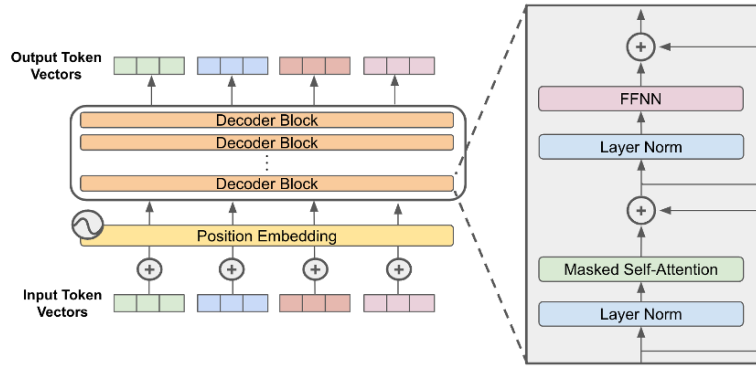 Output Token
Vectors
Decoder Block
Decoder Block
Decoder Block
Position Embedding
Input Token
Vectors
FFNN
Layer Norm
Masked Self-Attention
Layer Norm